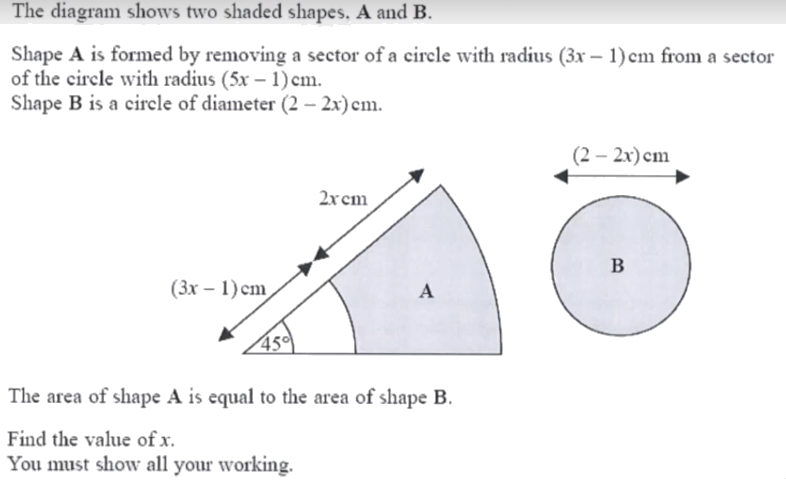 The diagram shows two shaded shapes, A and B.
Shape A is formed by removing a sector of a circle with radius (3x – 1) cm from a sector
of the circle with radius (5x – 1) cm.
Shape B is a circle of diameter (2 – 2x) cm.
(2 – 2x) cm
2x cm
(3x – 1) cm
A
B
45°
The area of shape A is equal to the area of shape B.
Find the value of x.
You must show all your working.